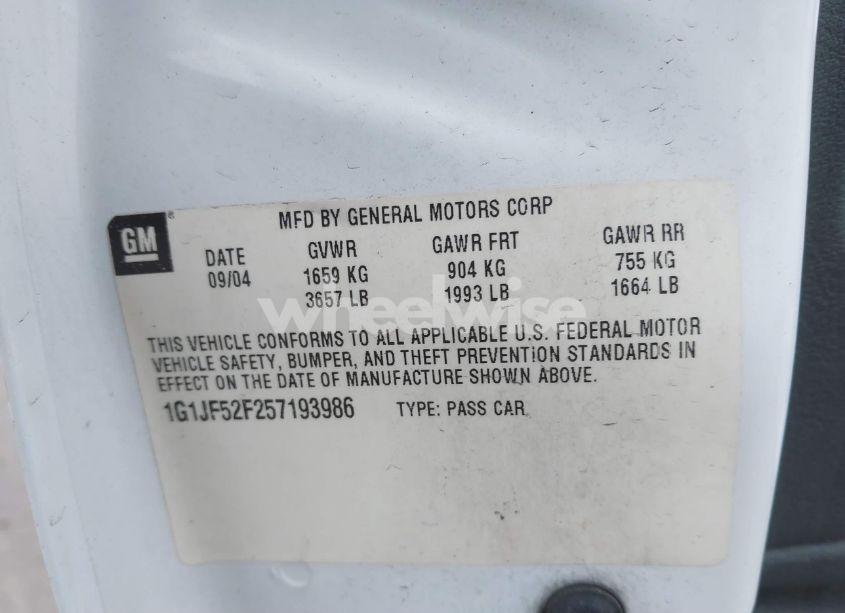 MFD BY GENERAL MOTORS CORP
GM
DATE GVWR GAWR FRT GAWR RR
09/04 1659 KG 904 KG 755 KG
3657 LB 1993 LB 1664 LB
wheelwise
THIS VEHICLE CONFORMS TO ALL APPLICABLE U.S. FEDERAL MOTOR
VEHICLE SAFETY, BUMPER, AND THEFT PREVENTION STANDARDS IN
EFFECT ON THE DATE OF MANUFACTURE SHOWN ABOVE.
1G1JF52F257193986 TYPE: PASS CAR